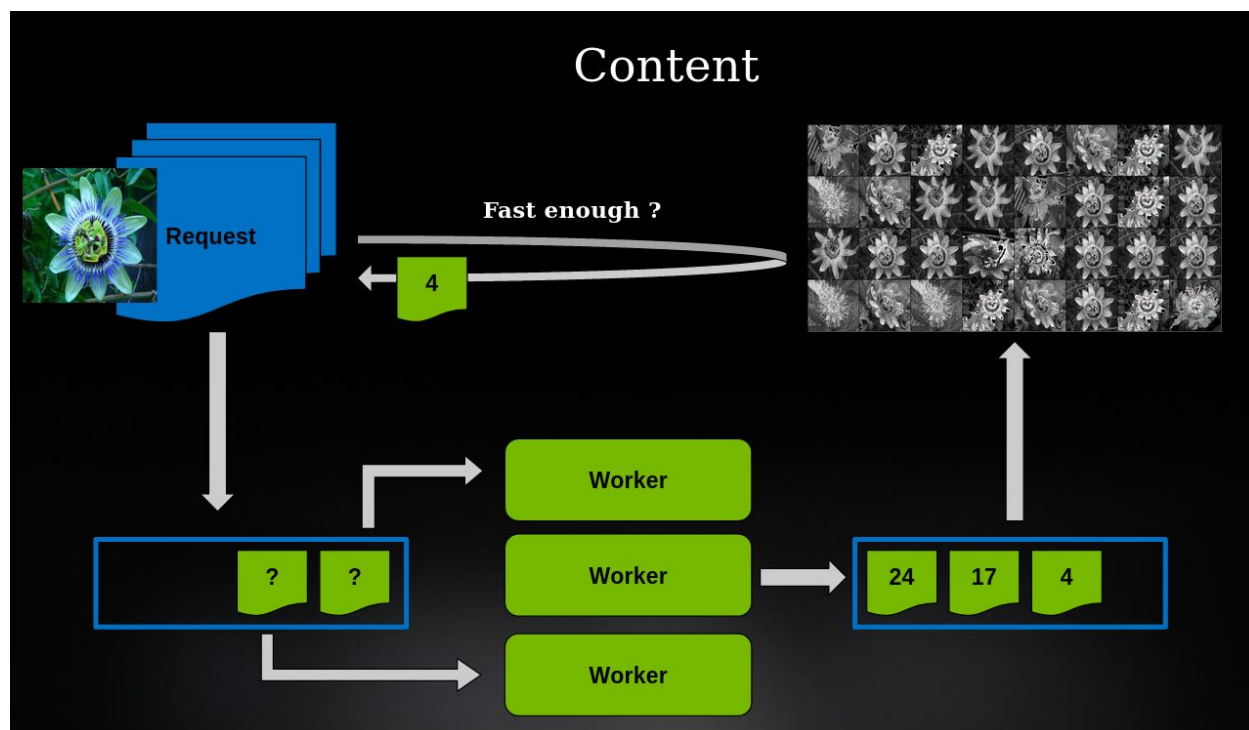 Content
Fast enough ?
Request
4
Worker
? ?
Worker
24 17 4
Worker